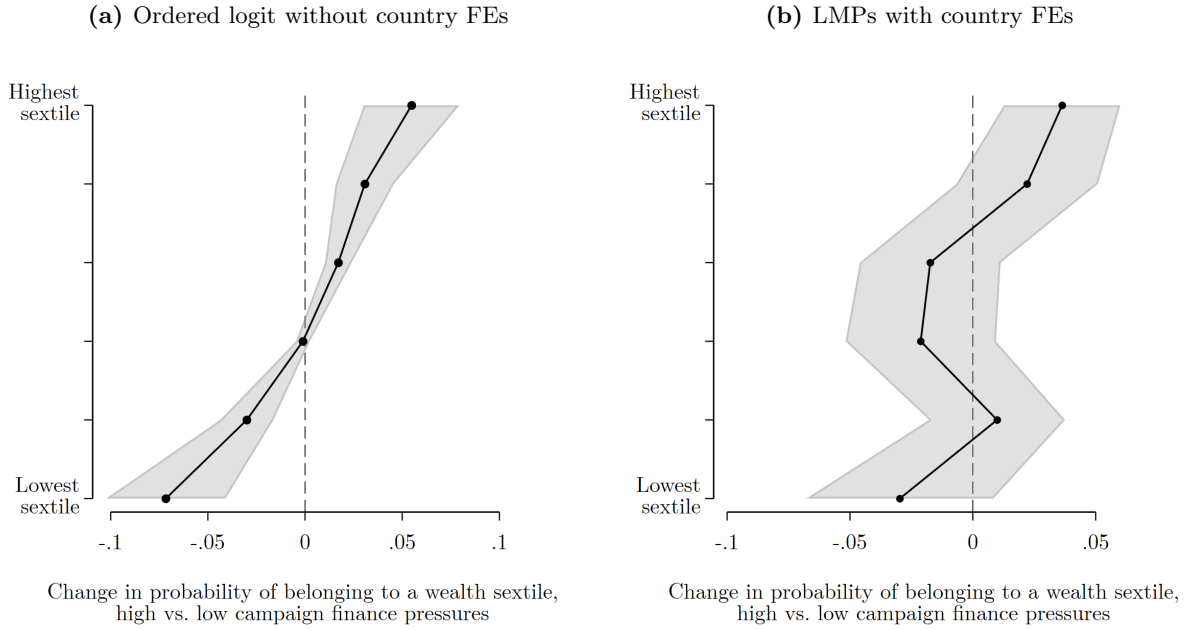 (a) Ordered logit without country FEs
Highest
sextile
Lowest
sextile
-.1 -.05 0 .05 .1
Change in probability of belonging to a wealth sextile,
high vs. low campaign finance pressures
(b) LMPs with country FEs
Highest
sextile
Lowest
sextile
-.1 -.05 0 .05
Change in probability of belonging to a wealth sextile,
high vs. low campaign finance pressures